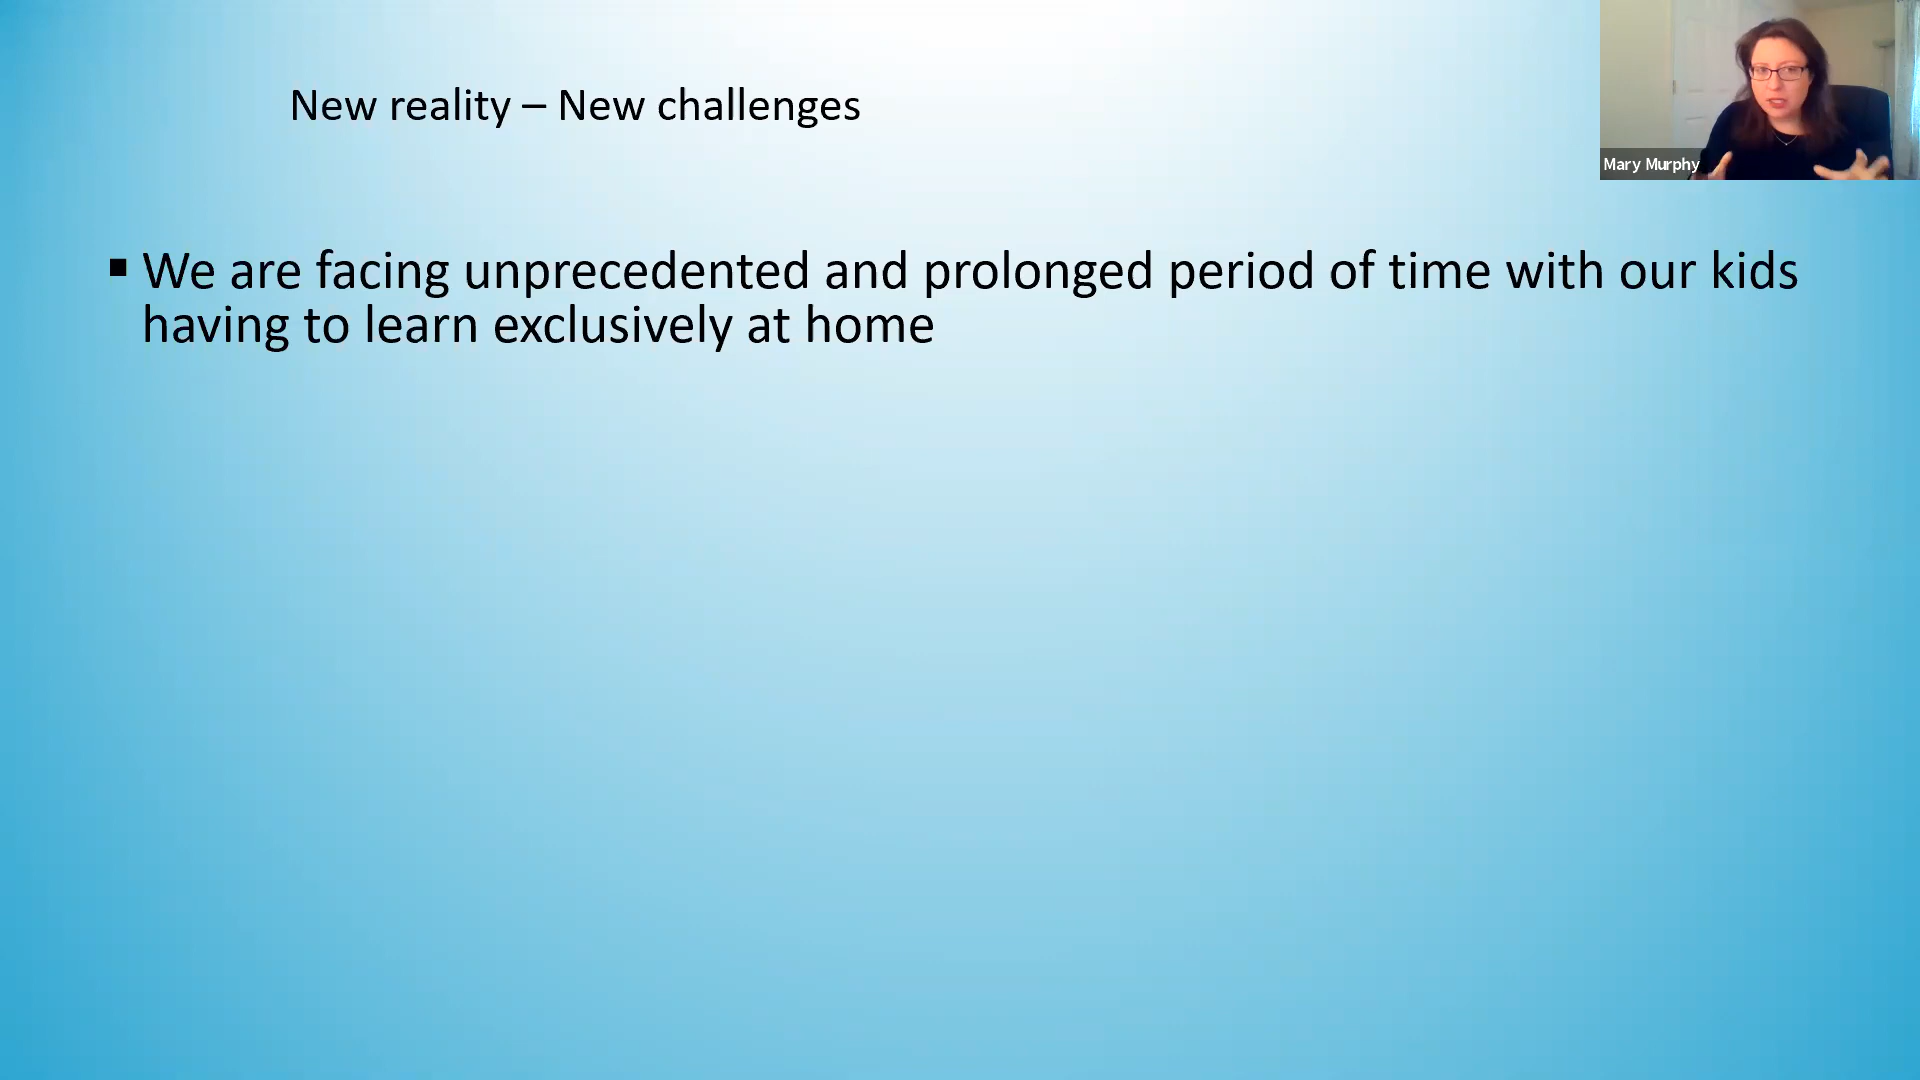 New reality – New challenges
Mary Murphy
▪ We are facing unprecedented and prolonged period of time with our kids
having to learn exclusively at home